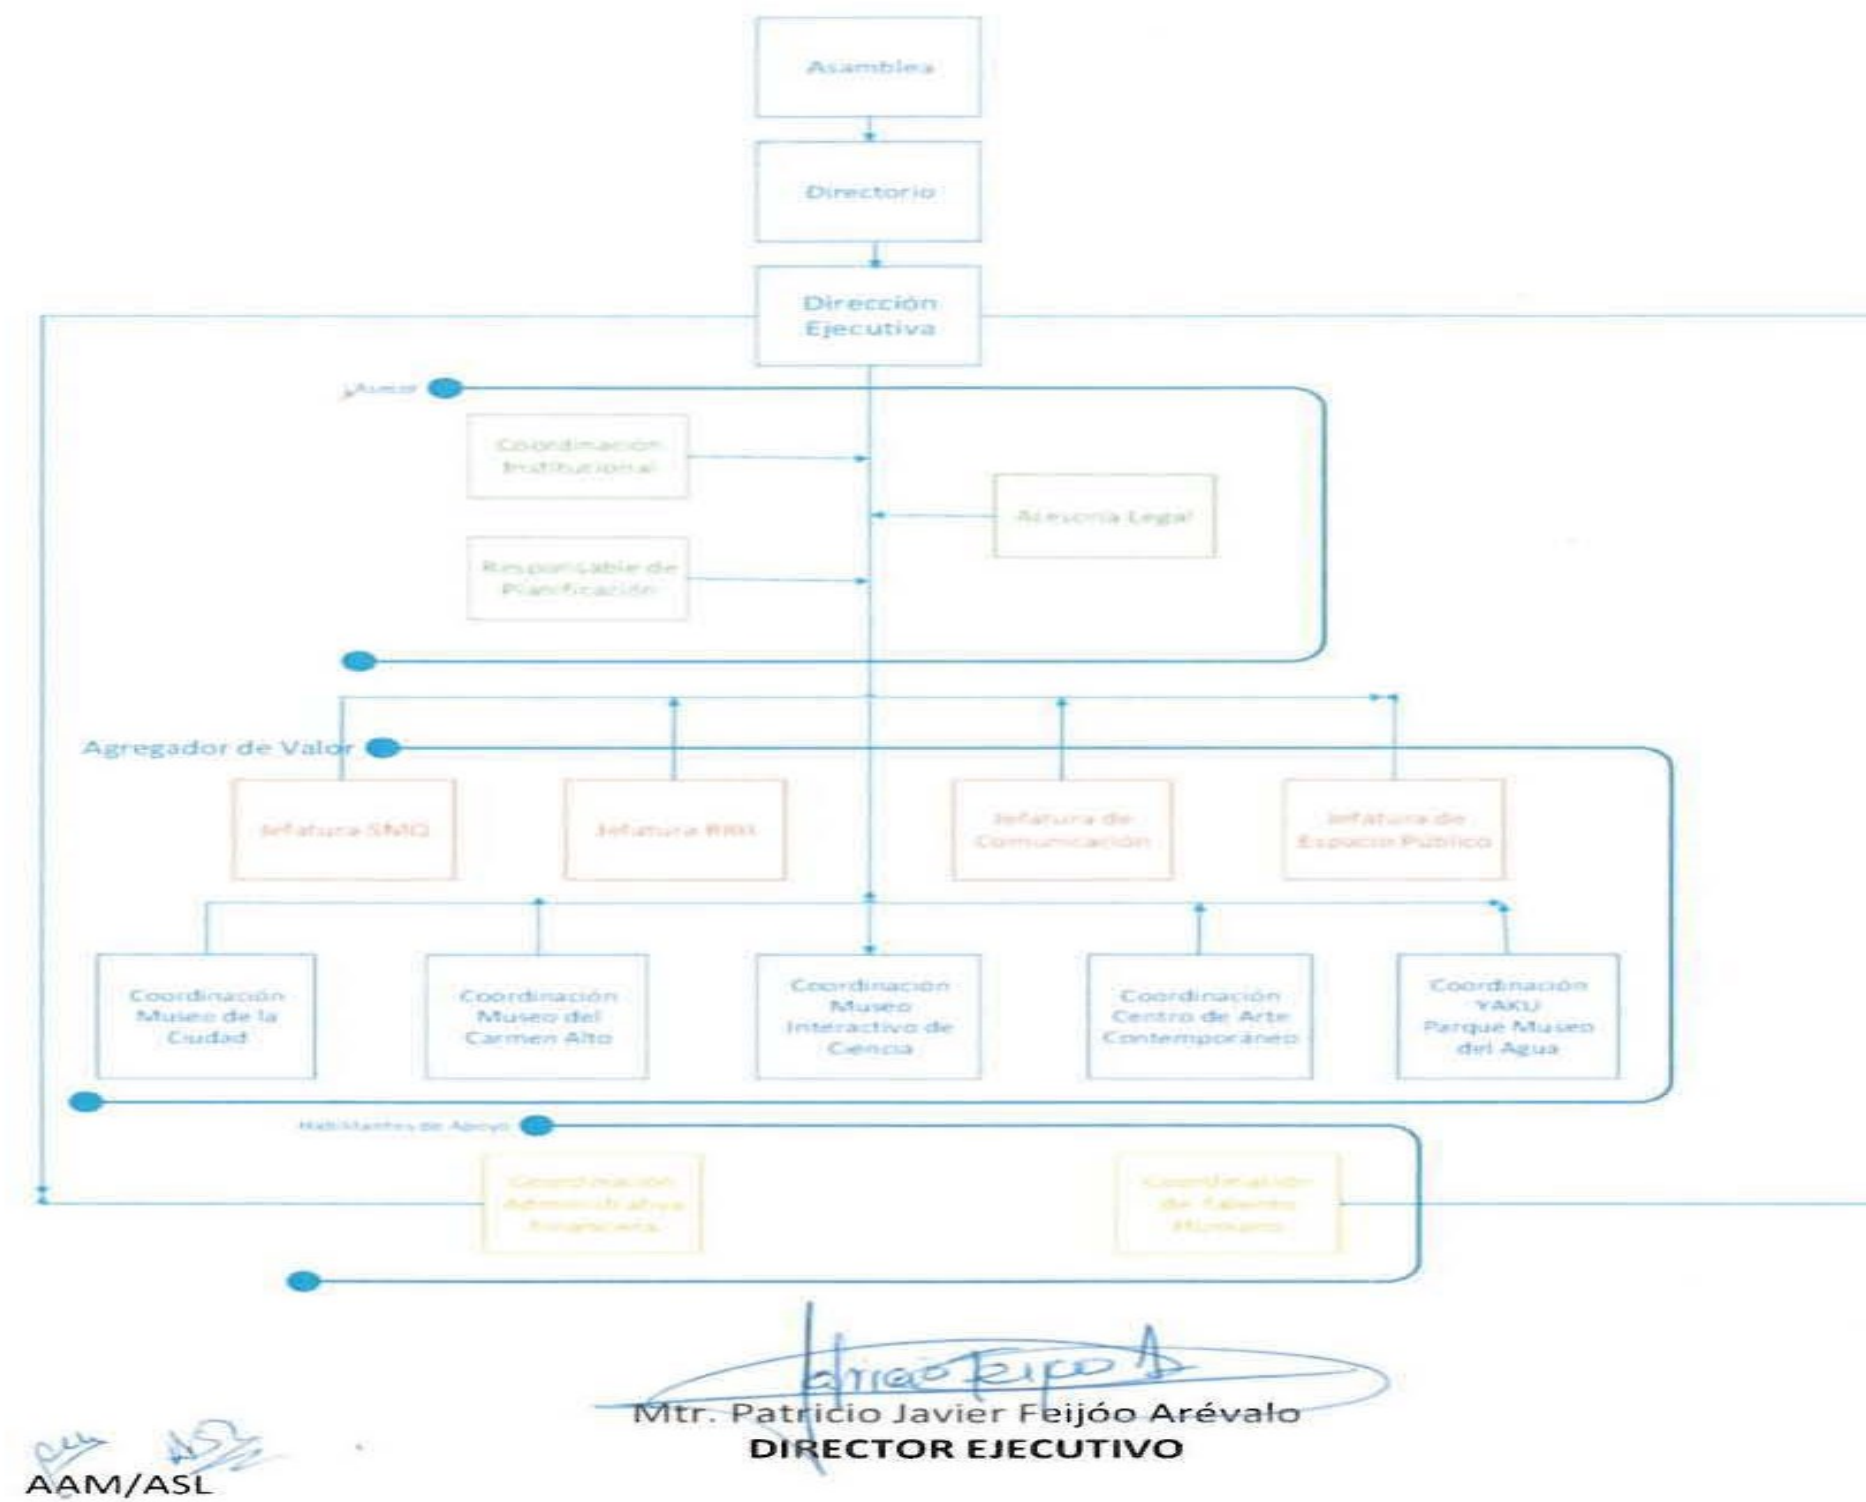 Asamblea
Directorio
Dirección
Ejecutiva
Asesor
Coordinación
Institucional
Asesoría Legal
Responsable de
Planificación
Agregador de Valor
Jefatura SMQ
Jefatura
Jefatura de
Comunicación
Jefatura de
Espacio Público
Coordinación
Museo de la
Ciudad
Coordinación
Museo del
Carmen Alto
Coordinación
Museo
Interactivo de
Ciencia
Coordinación
Centro de Arte
Contemporáneo
Coordinación
YAKU
Parque Museo
del Agua
Habilitantes de Apoyo
Coordinación
Administrativa
Financiera
Coordinación
de Talento
Humano
Mtr. Patricio Javier Feijóo Arévalo
DIRECTOR EJECUTIVO
ASL
AAM/ASL